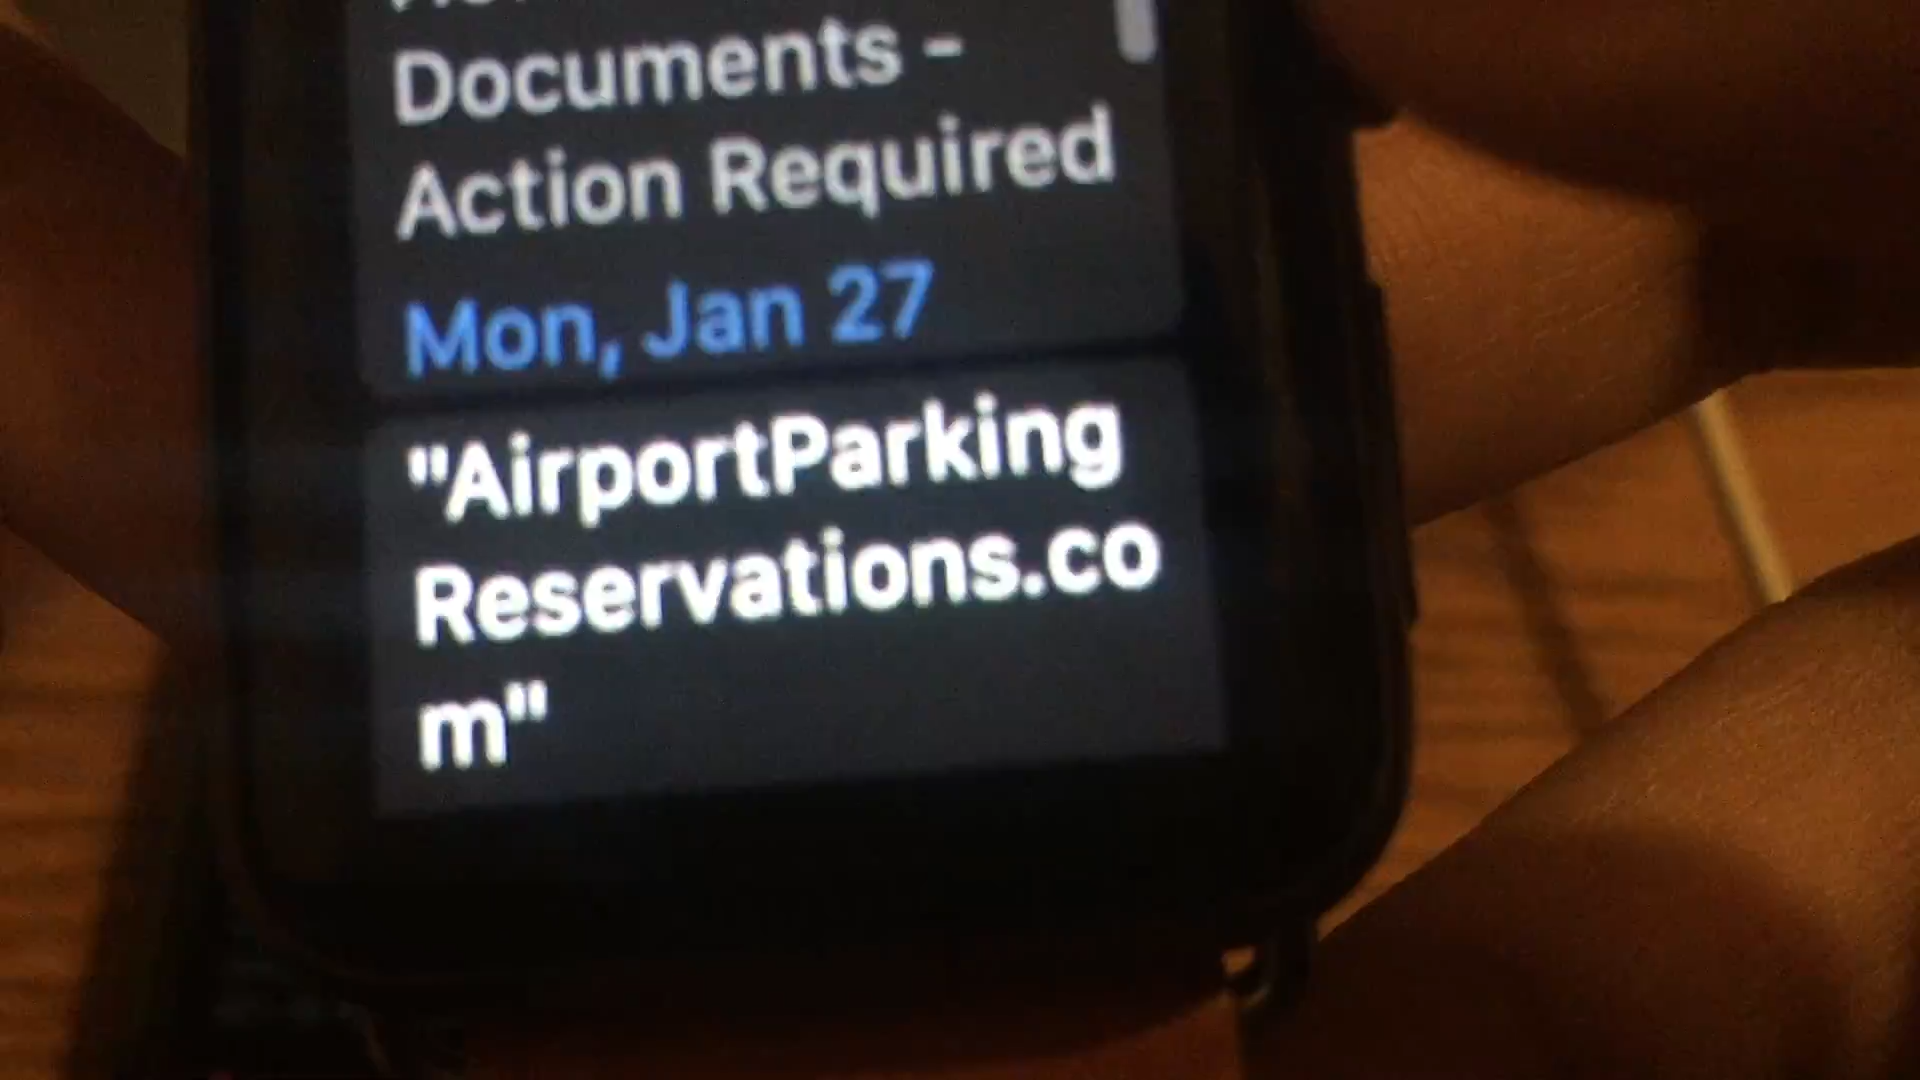 Documents -
Action Required
Mon, Jan 27
"AirportParking
Reservations.co
m"